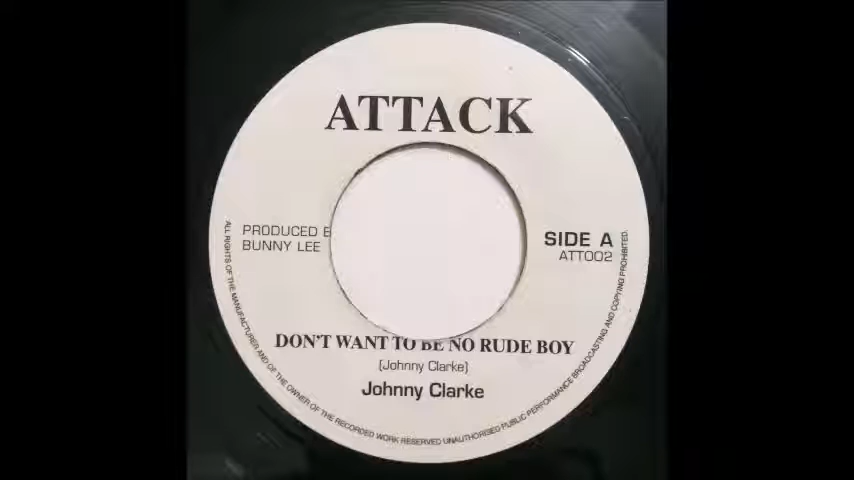 ATTACK
PRODUCED B
BUNNY LEE
SIDE A
ATT002
DON'T WANT TO BE NO RUDE BOY
(Johnny Clarke)
Johnny Clarke
ALL RIGHTS OF THE MANUFACTURER AND OF THE OWNER OF THE RECORDED WORK RESERVED UNAUTHORISED PUBLIC PERFORMANCE BROADCASTING AND COPYING PROHIBITED.